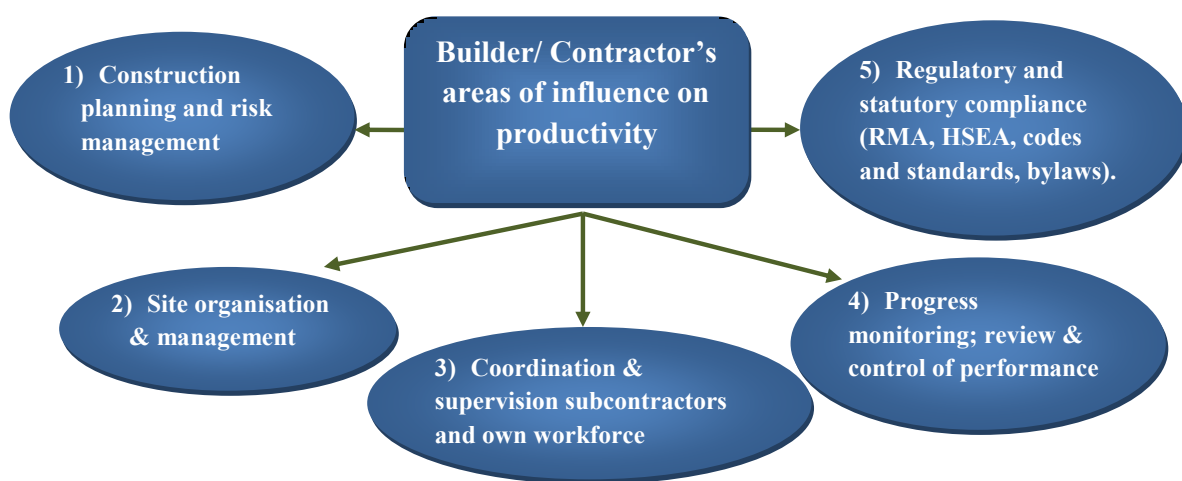 Builder/ Contractor's
areas of influence on
productivity
1) Construction
planning and risk
management
2) Site organisation
& management
3) Coordination &
supervision subcontractors
and own workforce
4) Progress
monitoring; review &
control of performance
5) Regulatory and
statutory compliance
(RMA, HSEA, codes
and standards, bylaws).